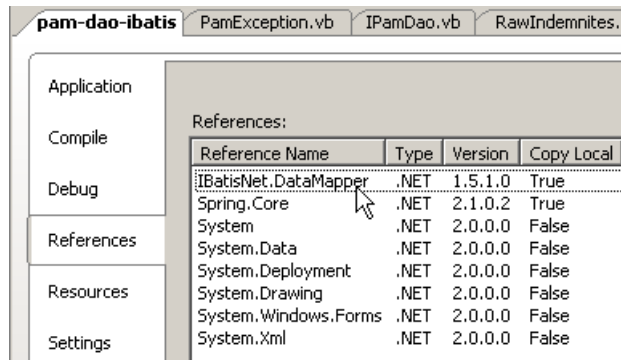 pam-dao-ibatis PamException.vb IPamDao.vb RawIndemnites.
Application
Compile
Debug
References
Resources
Settings
References:
Reference Name Type Version Copy Local
IBatisNet.DataMapper .NET 1.5.1.0 True
Spring.Core .NET 2.1.0.2 True
System .NET 2.0.0.0 False
System.Data .NET 2.0.0.0 False
System.Deployment .NET 2.0.0.0 False
System.Drawing .NET 2.0.0.0 False
System.Windows.Forms .NET 2.0.0.0 False
System.Xml .NET 2.0.0.0 False